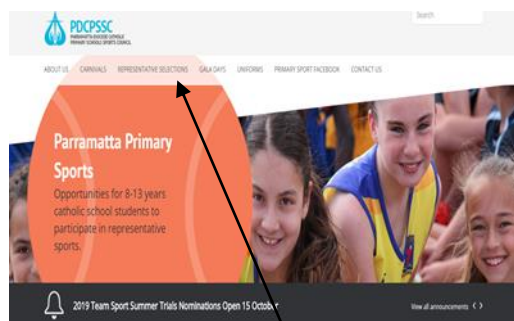 Search
PDCPSSC
PARRAMATTA DIOCESE CATHOLIC
PRIMARY SCHOOLS SPORTS COUNCIL
ABOUT US CARNIVALS REPRESENTATIVE SELECTIONS GALA DAYS UNIFORMS PRIMARY SPORT FACEBOOK CONTACT US
Parramatta Primary
Sports
Opportunities for 8-13 years
catholic school students to
participate in representative
sports.
2019 Team Sport Summer Trials Nominations Open 15 October
View all announcements